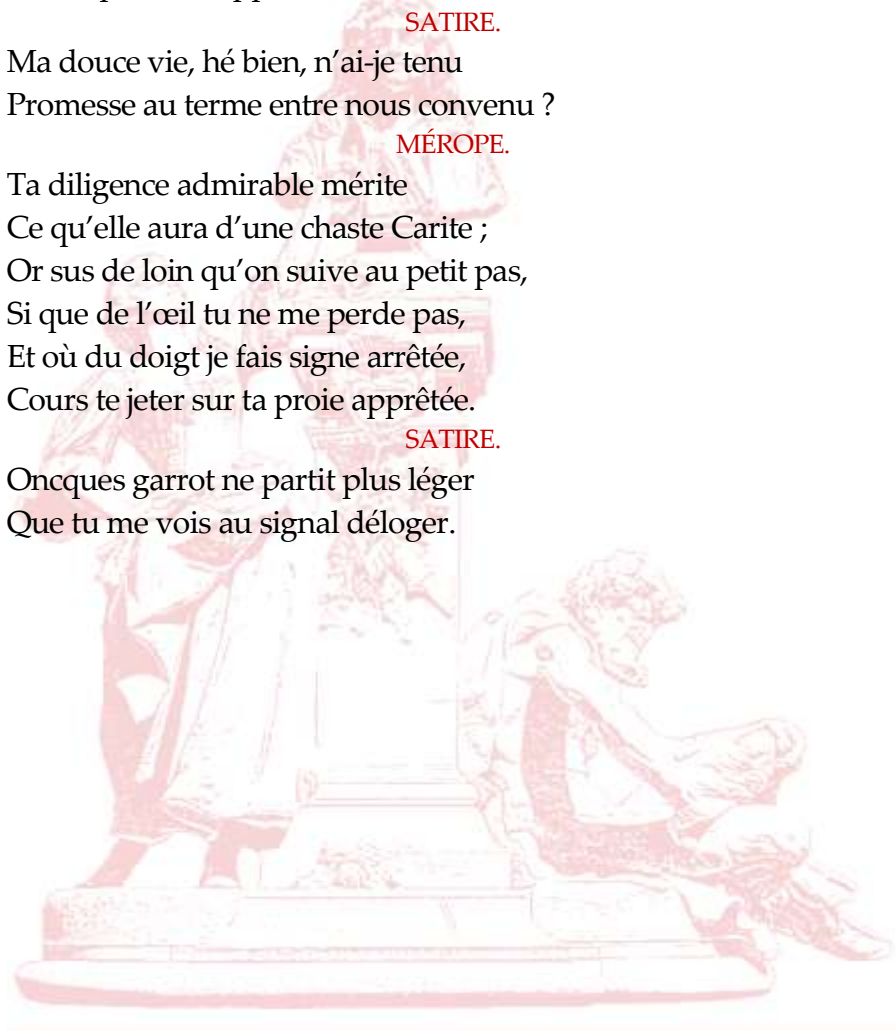 SATIRE.
Ma douce vie, hé bien, n’ai-je tenu
Promesse au terme entre nous convenu ?
MÉROPE.
Ta diligence admirable mérite
Ce qu’elle aura d’une chaste Carite ;
Or sus de loin qu’on suive au petit pas,
Si que de l’œil tu ne me perde pas,
Et où du doigt je fais signe arrêtée,
Cours te jeter sur ta proie apprêtée.
SATIRE.
Oncques garrot ne partit plus léger
Que tu me vois au signal déloger.